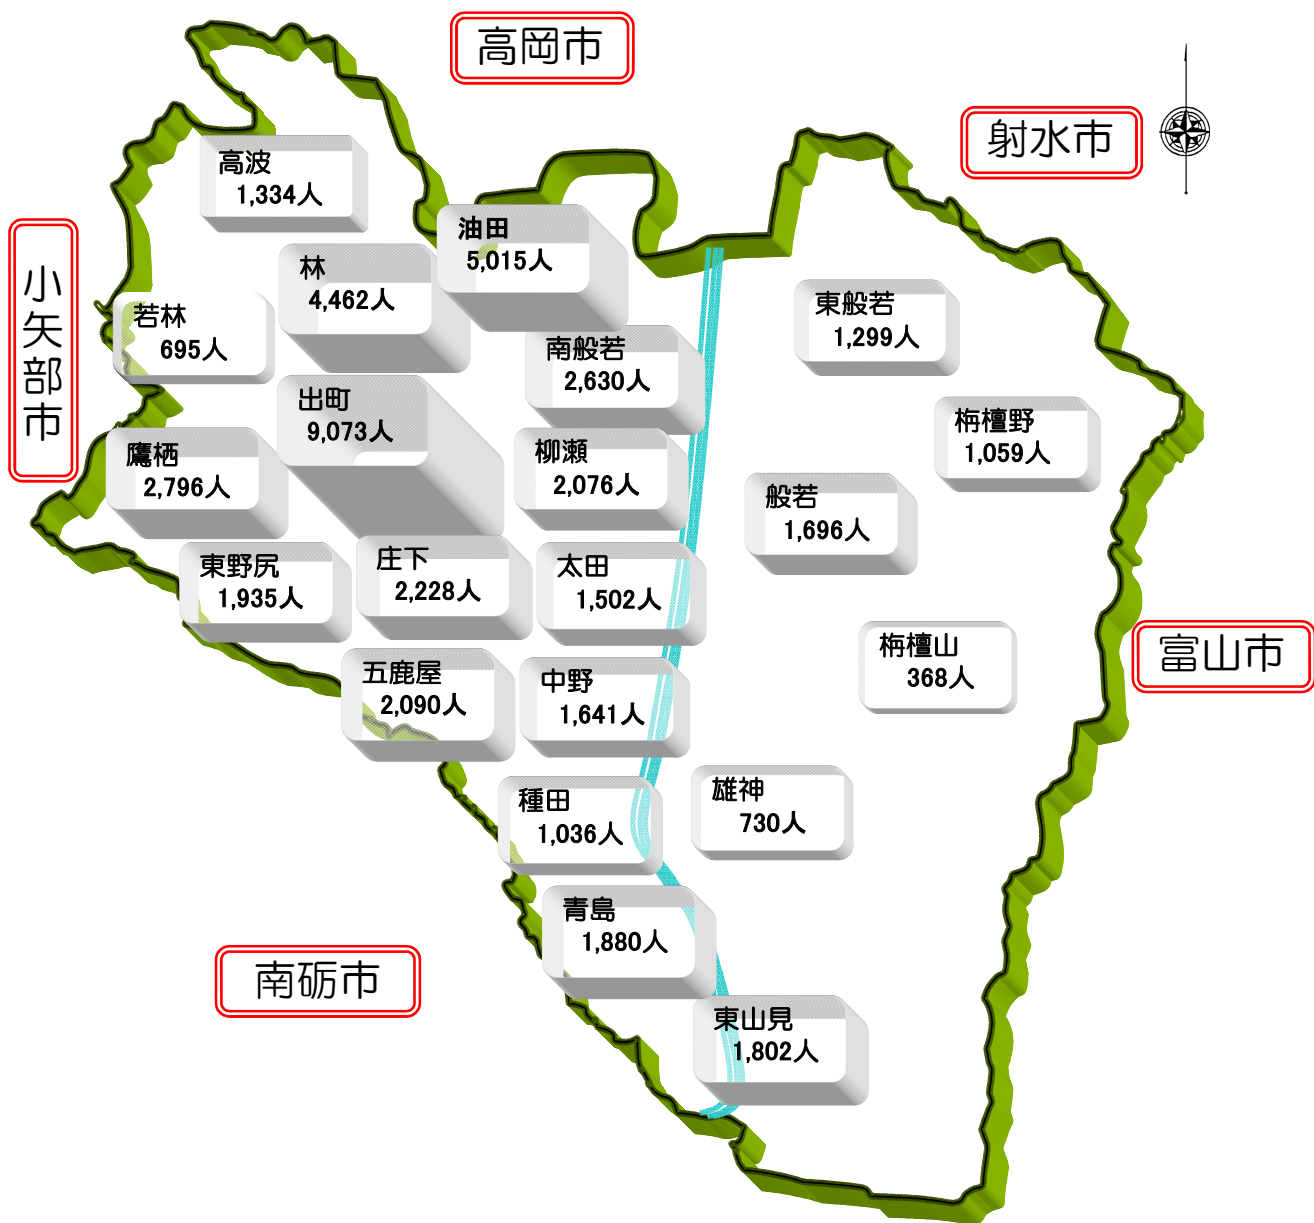 高岡市
射水市
小矢部市
高波
1,334人
油田
5,015人
林
4,462人
若林
695人
東般若
1,299人
南般若
2,630人
出町
9,073人
栴檀野
1,059人
鷹栖
2,796人
柳瀬
2,076人
般若
1,696人
東野尻
1,935人
庄下
2,228人
太田
1,502人
栴檀山
368人
富山市
五鹿屋
2,090人
中野
1,641人
種田
1,036人
雄神
730人
青島
1,880人
南砺市
東山見
1,802人